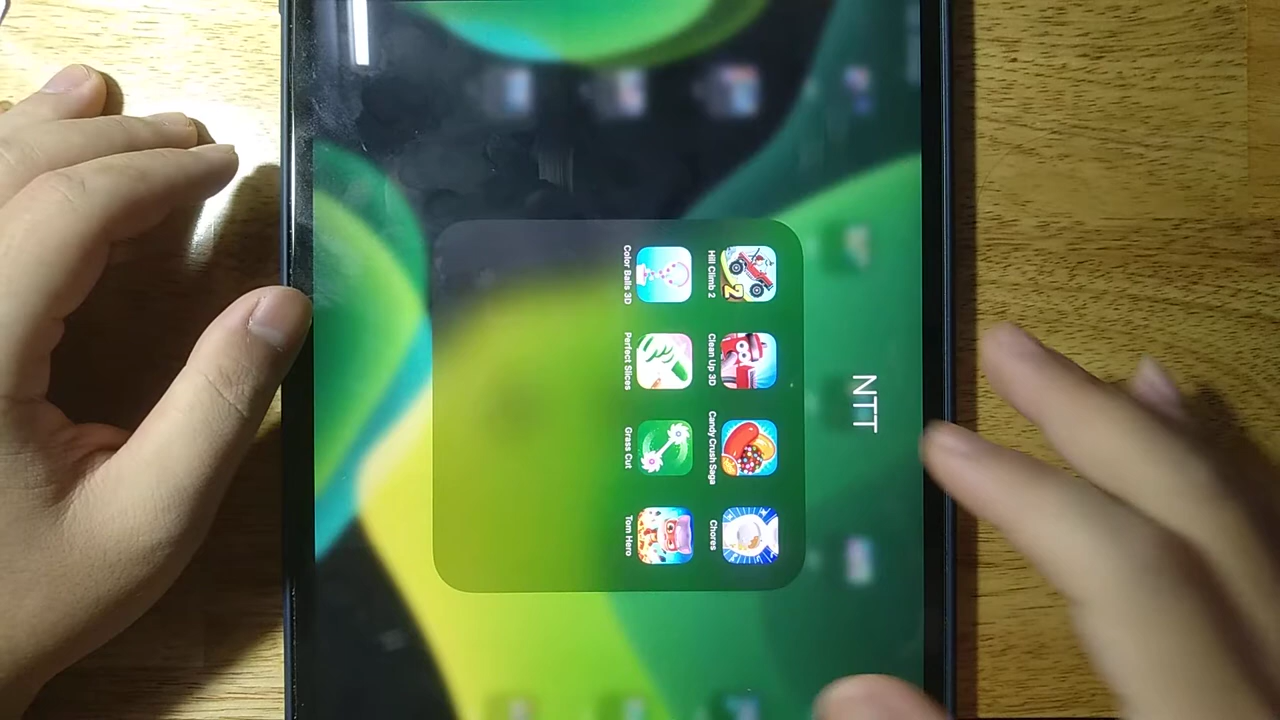 NTT
Hill Climb 2
Clean Up 3D
Candy Crush Saga
Chores
Color Balls 3D
Perfect Slices
Grass Cut
Tom Hero
2